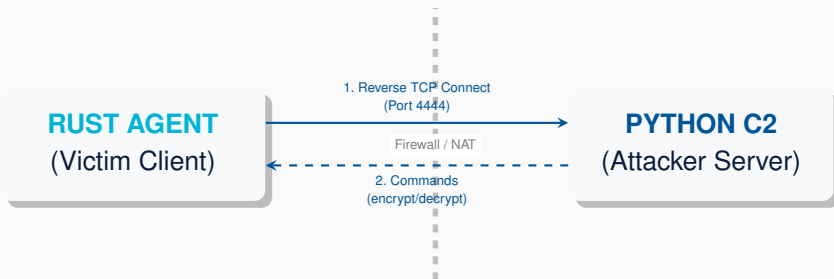 1. Reverse TCP Connect
(Port 4444)
RUST AGENT
(Victim Client)
Firewall / NAT
PYTHON C2
(Attacker Server)
2. Commands
(encrypt/decrypt)